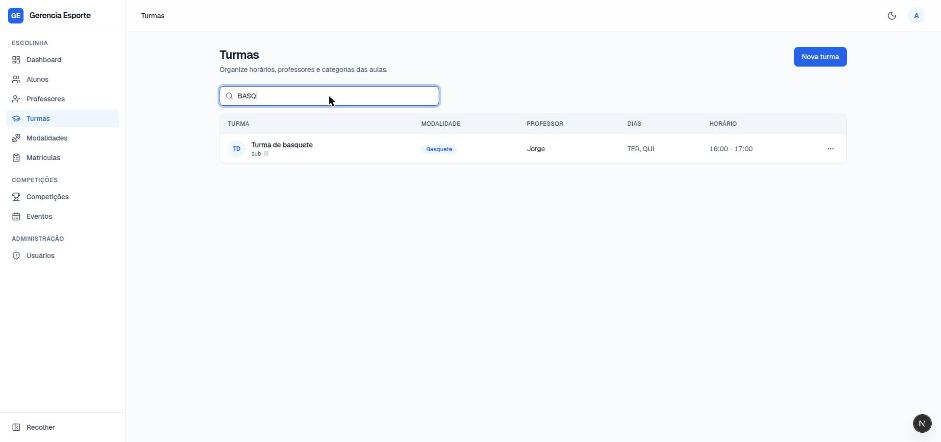 GE Gerencia Esporte
Turmas
A
ESCOLINHA
Dashboard
Alunos
Professores
Turmas
Modalidades
Matrículas
COMPETIÇÕES
Competições
Eventos
ADMINISTRAÇÃO
Usuários
Recolher
Turmas
Organize horários, professores e categorias das aulas.
Nova turma
BASQ
TURMA MODALIDADE PROFESSOR DIAS HORÁRIO
TD Turma de basquete Basquete Jorge TER, QUI 16:00 - 17:00
sub
N